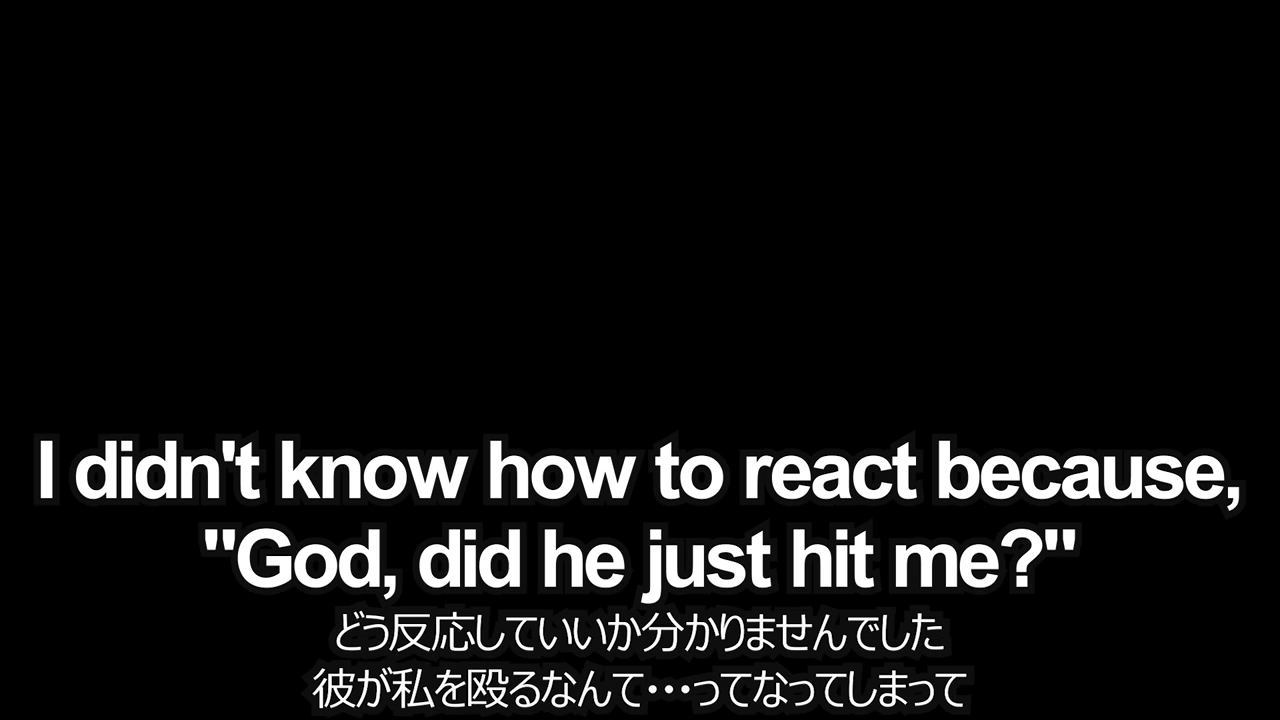 I didn't know how to react because,
"God, did he just hit me?"
どう反応していいか分かりませんでした
彼が私を殴るなんて・・・ってなってしまって